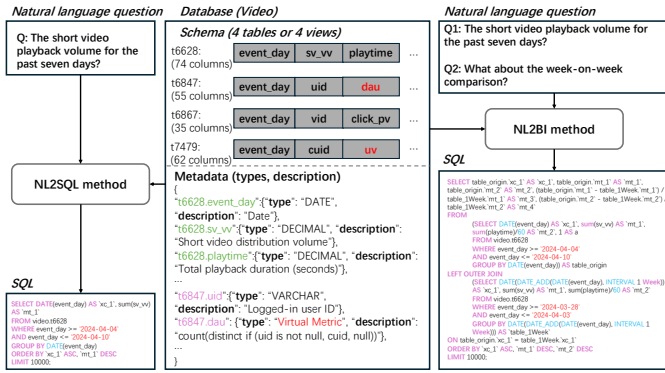 Natural language question
Q: The short video
playback volume for the
past seven days?
NL2SQL method
SQL
SELECT DATE(event_day) AS `xc_1`, sum(sv_vv)
AS `mt_1`
FROM video.t6628
WHERE event_day >= '2024-04-04'
AND event_day <= '2024-04-10'
GROUP BY DATE(event_day)
ORDER BY `xc_1` ASC, `mt_1` DESC
LIMIT 10000;
Database (Video)
Schema (4 tables or 4 views)
t6628: event_day sv_vv playtime ...
(74 columns)
t6847: event_day uid dau ...
(55 columns)
t6867: event_day vid click_pv ...
(35 columns)
t7479: event_day cuid uv ...
(62 columns)
Metadata (types, description)
{
"t6628.event_day":{"type": "DATE",
"description": "Date"},
"t6628.sv_vv":{"type": "DECIMAL", "description":
"Short video distribution volume"},
"t6628.playtime": {"type": "DECIMAL", "description":
"Total playback duration (seconds)"},
...
"t6847.uid":{"type": "VARCHAR",
"description": "Logged-in user ID"},
"t6847.dau": {"type": "Virtual Metric", "description":
"count(distinct if (uid is not null, cuid, null))"},
...
}
Natural language question
Q1: The short video playback volume for
the past seven days?
Q2: What about the week-on-week
comparison?
NL2BI method
SQL
SELECT table_origin.`xc_1` AS `xc_1`, table_origin.`mt_1` AS `mt_1`,
table_origin.`mt_2` AS `mt_2`, (table_origin.`mt_1` - table_1Week.`mt_1`) /
table_1Week.`mt_1` AS `mt_3`, (table_origin.`mt_2` - table_1Week.`mt_2`) /
table_1Week.`mt_2` AS `mt_4`
FROM
(SELECT DATE(event_day) AS `xc_1`, sum(sv_vv) AS `mt_1`,
sum(playtime)/60 AS `mt_2`, 1 AS a
FROM video.t6628
WHERE event_day >= '2024-04-04'
AND event_day <= '2024-04-10'
GROUP BY DATE(event_day)) AS table_origin
LEFT OUTER JOIN
(SELECT DATE(DATE_ADD(DATE(event_day), INTERVAL 1 Week))
AS `xc_1`, sum(sv_vv) AS `mt_1`, sum(playtime)/60 AS `mt_2`
FROM video.t6628
WHERE event_day >= '2024-03-28'
AND event_day <= '2024-04-03'
GROUP BY DATE(DATE_ADD(DATE(event_day), INTERVAL 1
Week))) AS `table_1Week`
ON table_origin.`xc_1` = table_1Week.`xc_1`
ORDER BY `xc_1` ASC, `mt_1` DESC, `mt_2` DESC
LIMIT 10000;